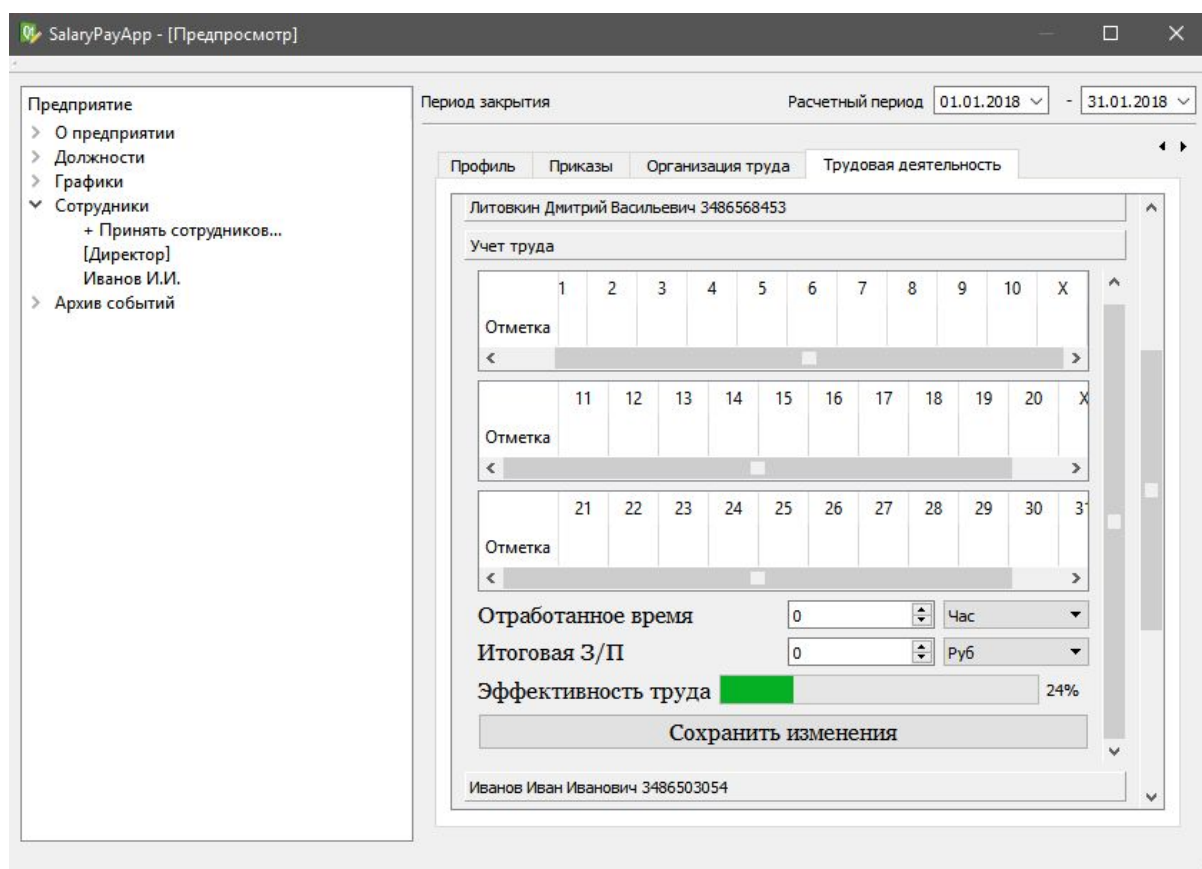 SalaryPayApp - [Предпросмотр]
Предприятие
О предприятии
Должности
Графики
Сотрудники
+ Принять сотрудников...
[Директор]
Иванов И.И.
Архив событий
Период закрытия Расчетный период 01.01.2018 - 31.01.2018
Профиль Приказы Организация труда Трудовая деятельность
Литовкин Дмитрий Васильевич 3486568453
Учет труда
1 2 3 4 5 6 7 8 9 10 X
Отметка
11 12 13 14 15 16 17 18 19 20 X
Отметка
21 22 23 24 25 26 27 28 29 30 31
Отметка
Отработанное время 0 Час
Итоговая З/П 0 Руб
Эффективность труда 24%
Сохранить изменения
Иванов Иван Иванович 3486503054